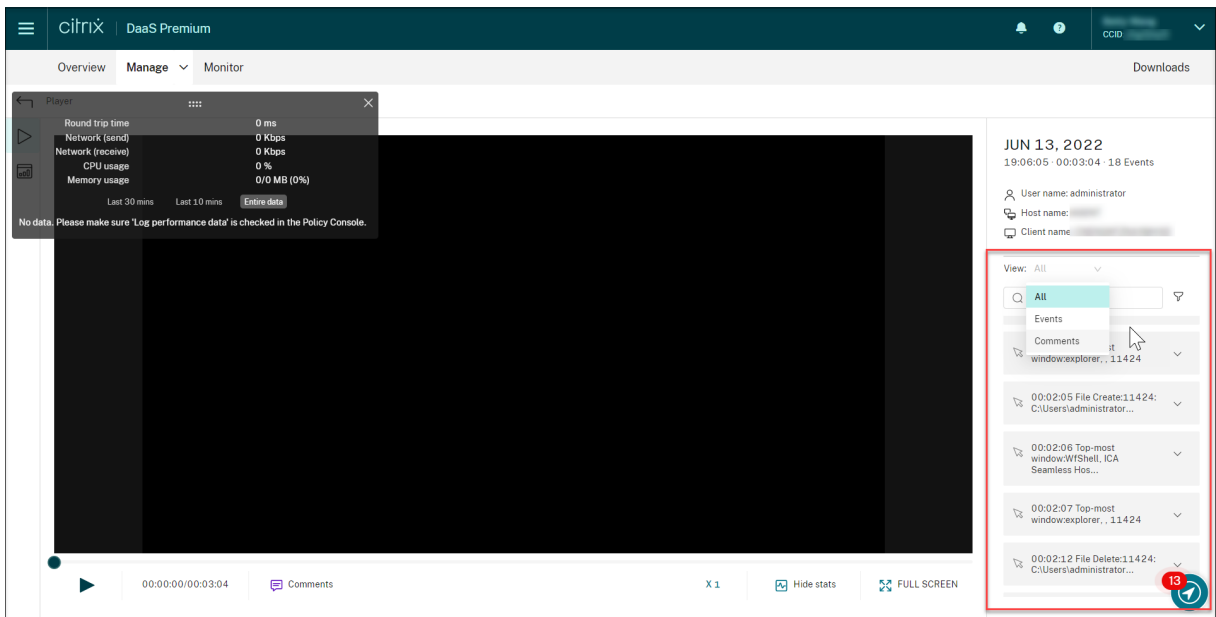 citrix DaaS Premium
CCID
Overview Manage Monitor Downloads
Player
Round trip time 0 ms
Network (send) 0 Kbps
Network (receive) 0 Kbps
CPU usage 0 %
Memory usage 0/0 MB (0%)
Last 30 mins Last 10 mins Entire data
No data. Please make sure 'Log performance data' is checked in the Policy Console.
JUN 13, 2022
19:06:05 · 00:03:04 · 18 Events
User name: administrator
Host name:
Client name
View: All
All
Events
Comments
st
window:explorer, , 11424
00:02:05 File Create:11424:
C:\Users\administrator...
00:02:06 Top-most
window:WfShell, ICA
Seamless Hos...
00:02:07 Top-most
window:explorer, , 11424
00:02:12 File Delete:11424:
C:\Users\administrator...
13
00:00:00/00:03:04 Comments X 1 Hide stats FULL SCREEN